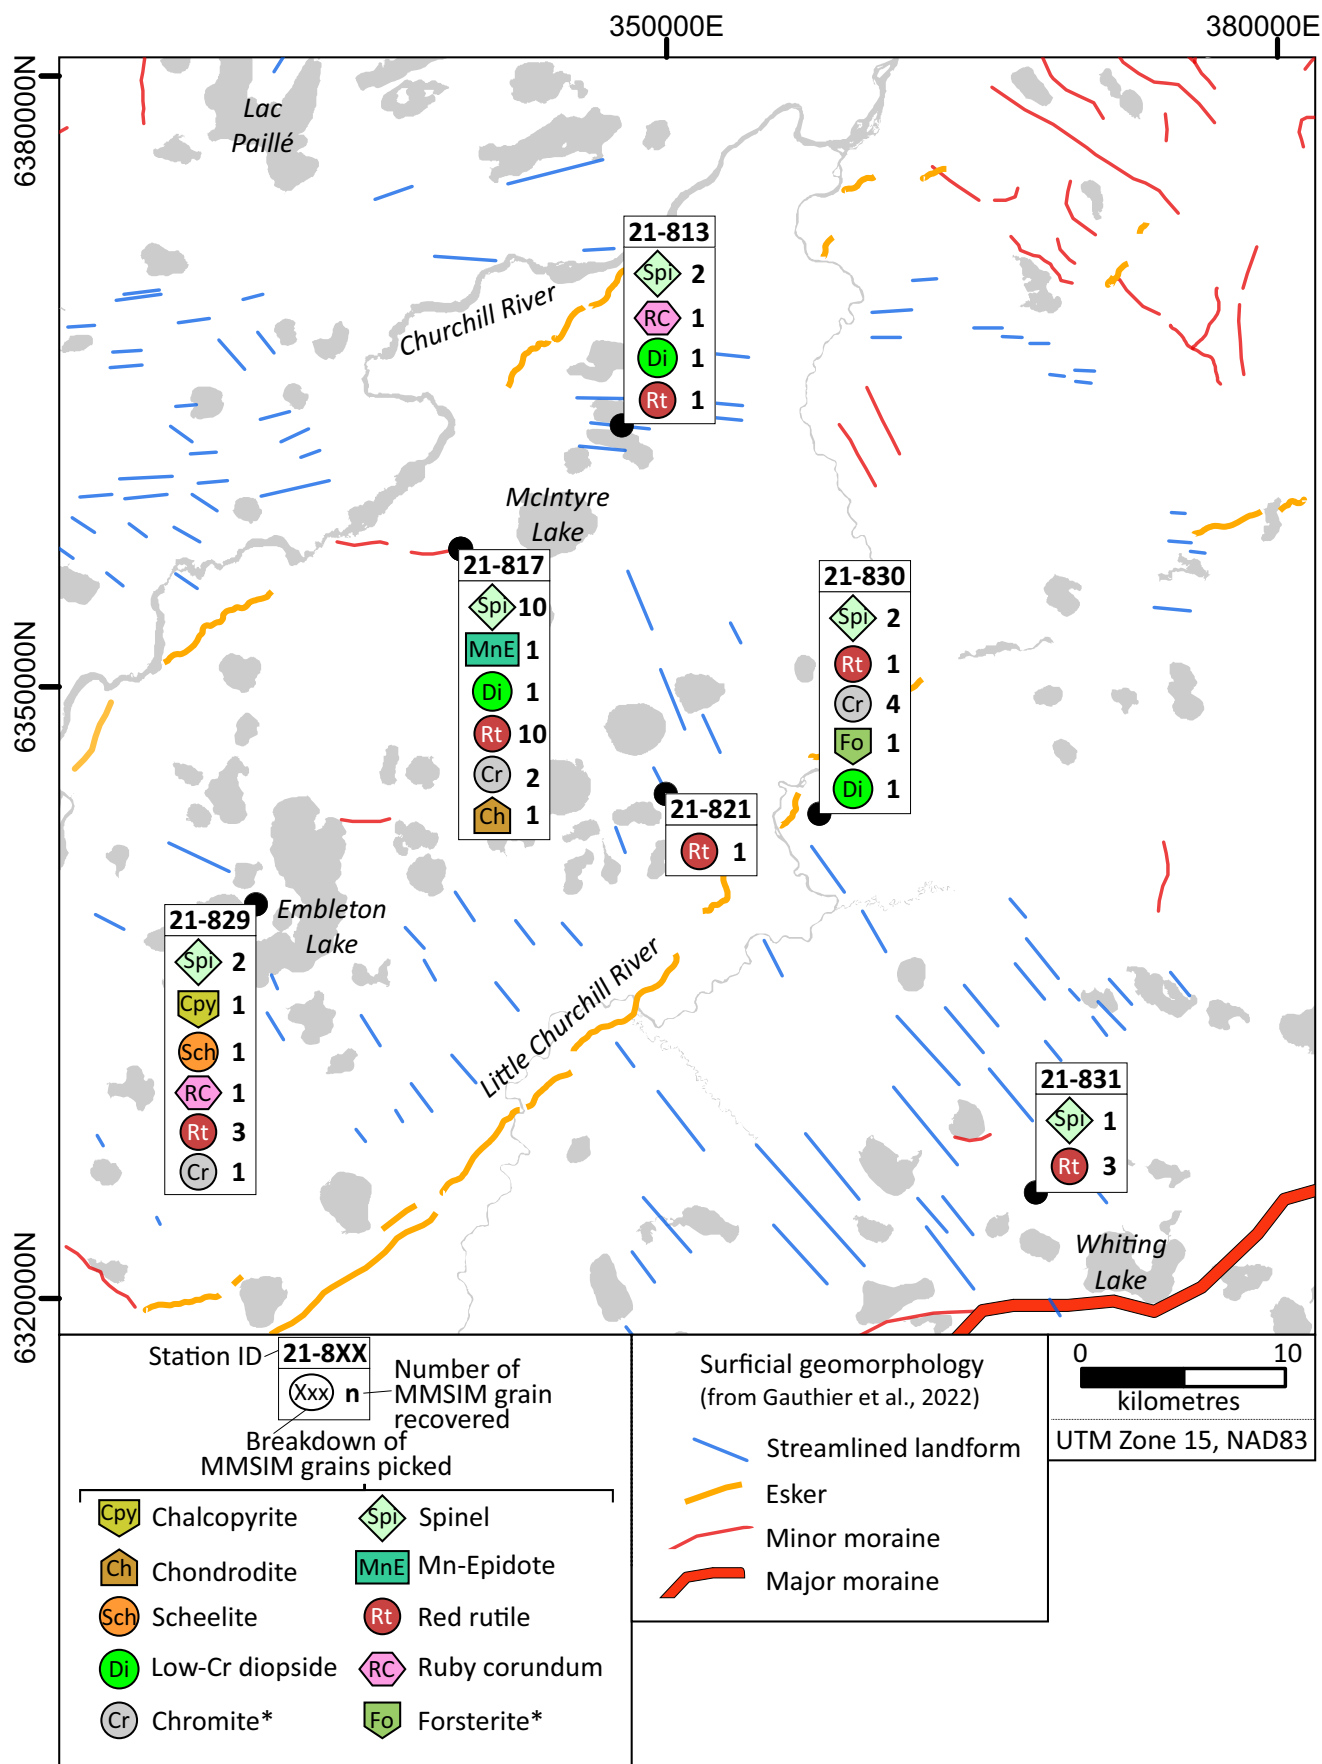 350000E
380000E
6380000N
6350000N
6320000N
Lac
Paillé
Churchill River
21-813
Spi 2
RC 1
Di 1
Rt 1
McIntyre
Lake
21-817
Spi 10
MnE 1
Di 1
Rt 10
Cr 2
Ch 1
21-830
Spi 2
Rt 1
Cr 4
Fo 1
Di 1
21-821
Rt 1
Embleton
Lake
21-829
Spi 2
Cpy 1
Sch 1
RC 1
Rt 3
Cr 1
Little Churchill River
21-831
Spi 1
Rt 3
Whiting
Lake
Station ID
21-8XX
Xxx n
Number of
MMSIM grain
recovered
Breakdown of
MMSIM grains picked
Cpy Chalcopyrite
Ch Chondrodite
Sch Scheelite
Di Low-Cr diopside
Cr Chromite*
Spi Spinel
MnE Mn-Epidote
Rt Red rutile
RC Ruby corundum
Fo Forsterite*
Surficial geomorphology
(from Gauthier et al., 2022)
Streamlined landform
Esker
Minor moraine
Major moraine
0 10
kilometres
UTM Zone 15, NAD83